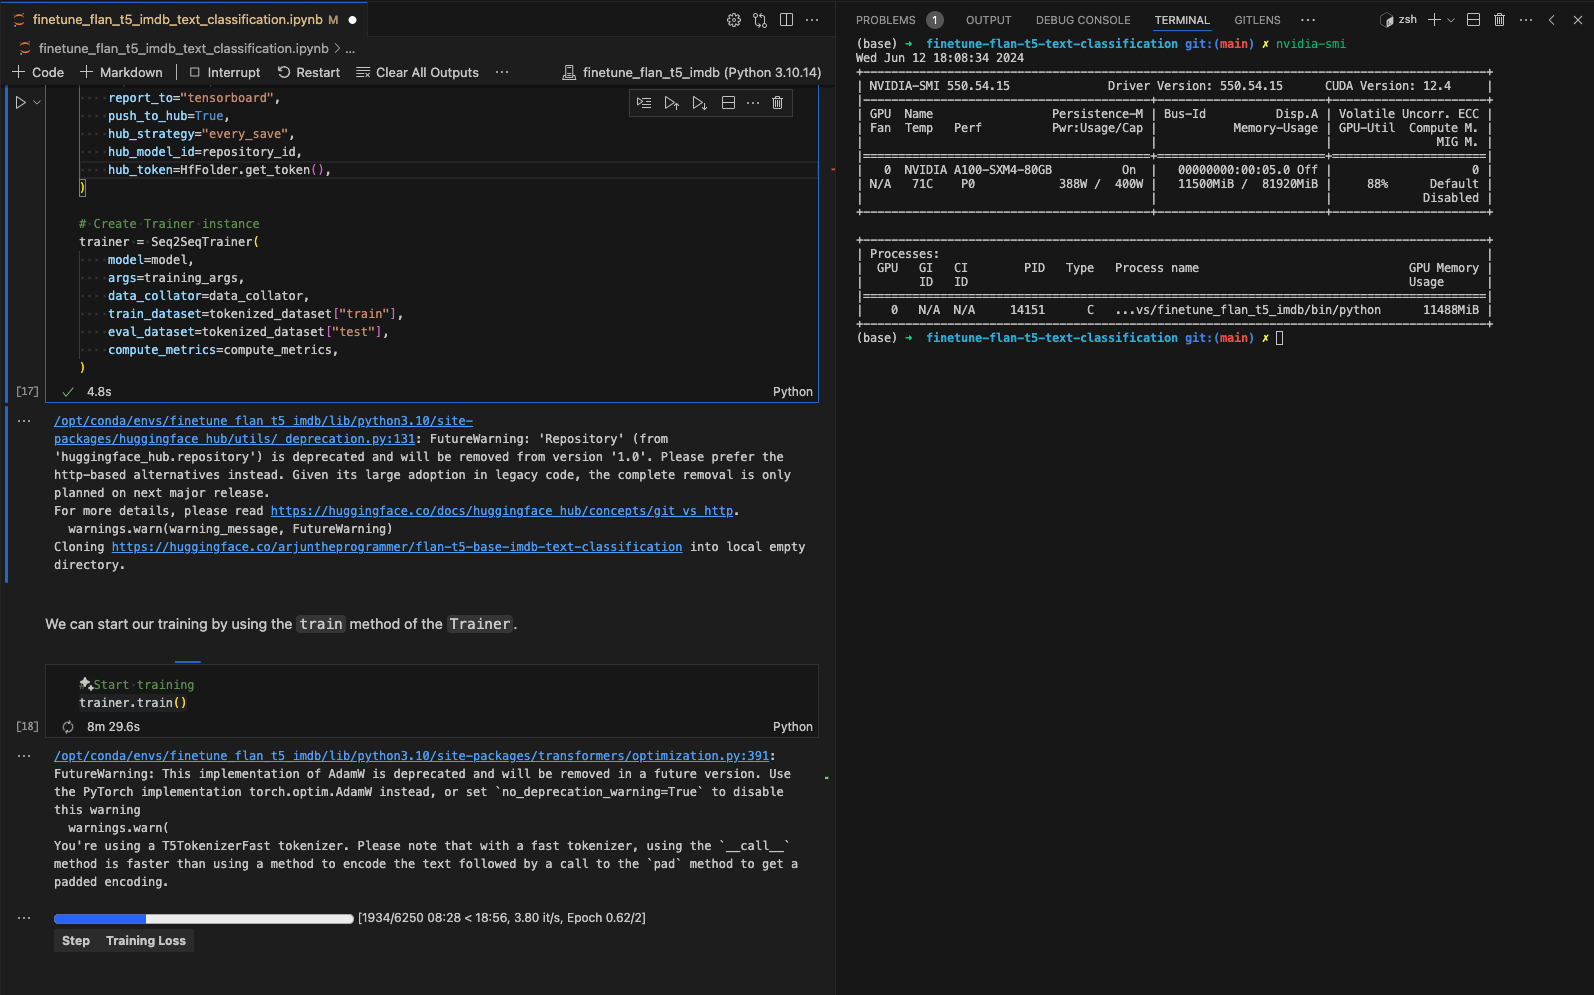 finetune_flan_t5_imdb_text_classification.ipynb M
finetune_flan_t5_imdb_text_classification.ipynb > ...
+ Code + Markdown | Interrupt Restart Clear All Outputs ... finetune_flan_t5_imdb (Python 3.10.14)
report_to="tensorboard",
push_to_hub=True,
hub_strategy="every_save",
hub_model_id=repository_id,
hub_token=HfFolder.get_token(),
)
# Create Trainer instance
trainer = Seq2SeqTrainer(
model=model,
args=training_args,
data_collator=data_collator,
train_dataset=tokenized_dataset["train"],
eval_dataset=tokenized_dataset["test"],
compute_metrics=compute_metrics,
)
[17] 4.8s Python
/opt/conda/envs/finetune_flan_t5_imdb/lib/python3.10/site-
packages/huggingface_hub/utils/_deprecation.py:131: FutureWarning: 'Repository' (from
'huggingface_hub.repository') is deprecated and will be removed from version '1.0'. Please prefer the
http-based alternatives instead. Given its large adoption in legacy code, the complete removal is only
planned on next major release.
For more details, please read https://huggingface.co/docs/huggingface_hub/concepts/git_vs_http.
warnings.warn(warning_message, FutureWarning)
Cloning https://huggingface.co/arjuntheprogrammer/flan-t5-base-imdb-text-classification into local empty
directory.
We can start our training by using the train method of the Trainer.
# Start training
trainer.train()
[18] 8m 29.6s Python
/opt/conda/envs/finetune_flan_t5_imdb/lib/python3.10/site-packages/transformers/optimization.py:391:
FutureWarning: This implementation of AdamW is deprecated and will be removed in a future version. Use
the PyTorch implementation torch.optim.AdamW instead, or set `no_deprecation_warning=True` to disable
this warning
warnings.warn(
You're using a T5TokenizerFast tokenizer. Please note that with a fast tokenizer, using the `__call__`
method is faster than using a method to encode the text followed by a call to the `pad` method to get a
padded encoding.
[1934/6250 08:28 < 18:56, 3.80 it/s, Epoch 0.62/2]
Step Training Loss
PROBLEMS 1 OUTPUT DEBUG CONSOLE TERMINAL GITLENS ... zsh
(base) → finetune-flan-t5-text-classification git:(main) ✗ nvidia-smi
Wed Jun 12 18:08:34 2024
| NVIDIA-SMI 550.54.15 Driver Version: 550.54.15 CUDA Version: 12.4 |
| GPU Name Persistence-M | Bus-Id Disp.A | Volatile Uncorr. ECC |
| Fan Temp Perf Pwr:Usage/Cap | Memory-Usage | GPU-Util Compute M. |
| | | MIG M. |
| 0 NVIDIA A100-SXM4-80GB On | 00000000:00:05.0 Off | 0 |
| N/A 71C P0 388W / 400W | 11500MiB / 81920MiB | 88% Default |
| | | Disabled |
| Processes: |
| GPU GI CI PID Type Process name GPU Memory |
| ID ID Usage |
| 0 N/A N/A 14151 C ...vs/finetune_flan_t5_imdb/bin/python 11488MiB |
(base) → finetune-flan-t5-text-classification git:(main) ✗